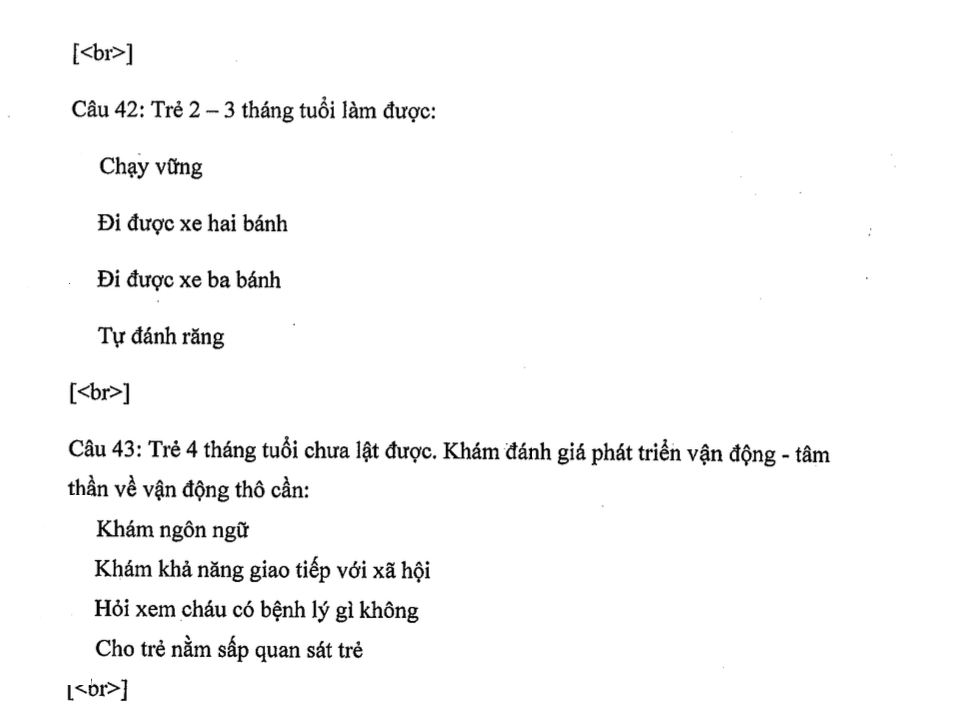 [<br>]
Câu 42: Trẻ 2 – 3 tháng tuổi làm được:
Chạy vững
Đi được xe hai bánh
Đi được xe ba bánh
Tự đánh răng
[<br>]
Câu 43: Trẻ 4 tháng tuổi chưa lật được. Khám đánh giá phát triển vận động - tâm
thần về vận động thô cần:
Khám ngôn ngữ
Khám khả năng giao tiếp với xã hội
Hỏi xem cháu có bệnh lý gì không
Cho trẻ nằm sấp quan sát trẻ
[<br>]